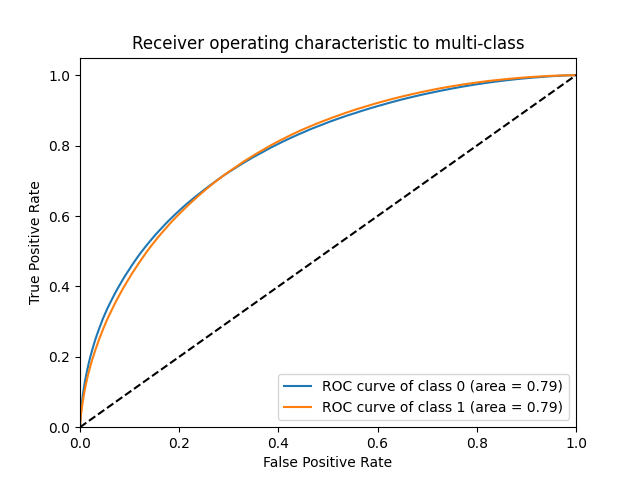 Receiver operating characteristic to multi-class
True Positive Rate
1.0
0.8
0.6
0.4
0.2
0.0
ROC curve of class 0 (area = 0.79)
ROC curve of class 1 (area = 0.79)
0.0 0.2 0.4 0.6 0.8 1.0
False Positive Rate